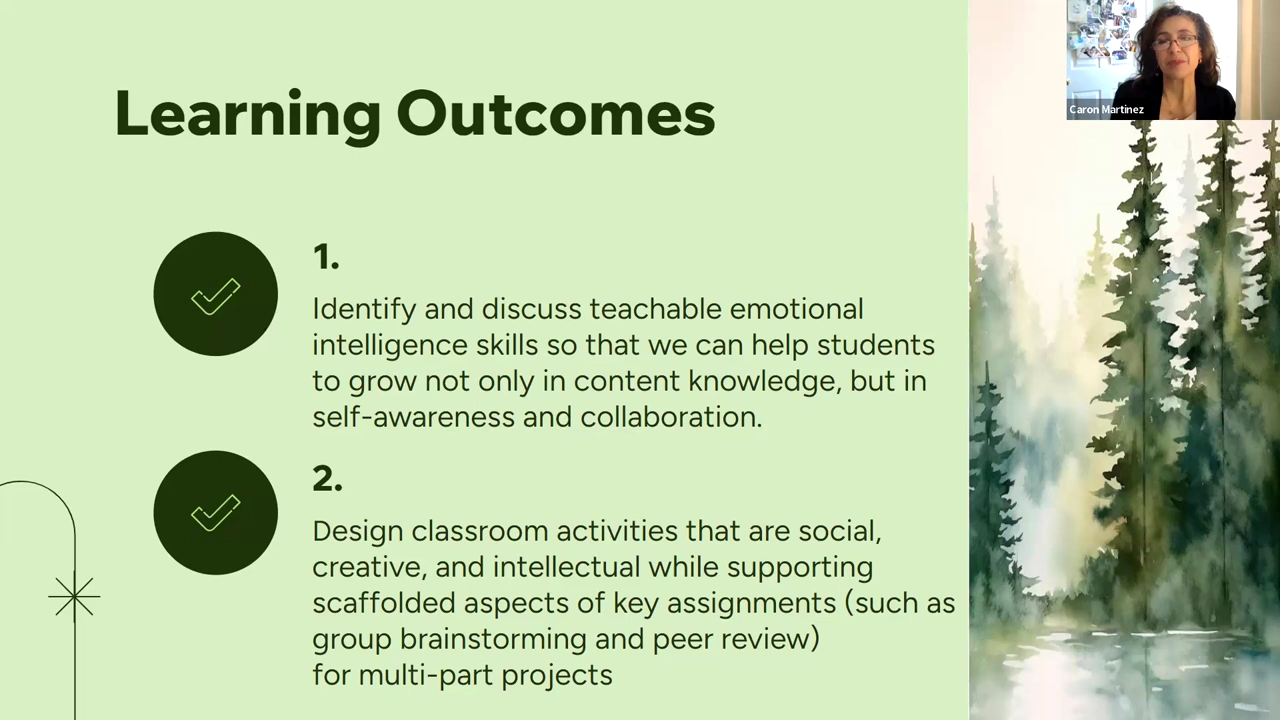 Learning Outcomes
1.
Identify and discuss teachable emotional
intelligence skills so that we can help students
to grow not only in content knowledge, but in
self-awareness and collaboration.
2.
Design classroom activities that are social,
creative, and intellectual while supporting
scaffolded aspects of key assignments (such as
group brainstorming and peer review)
for multi-part projects
Caron Martinez